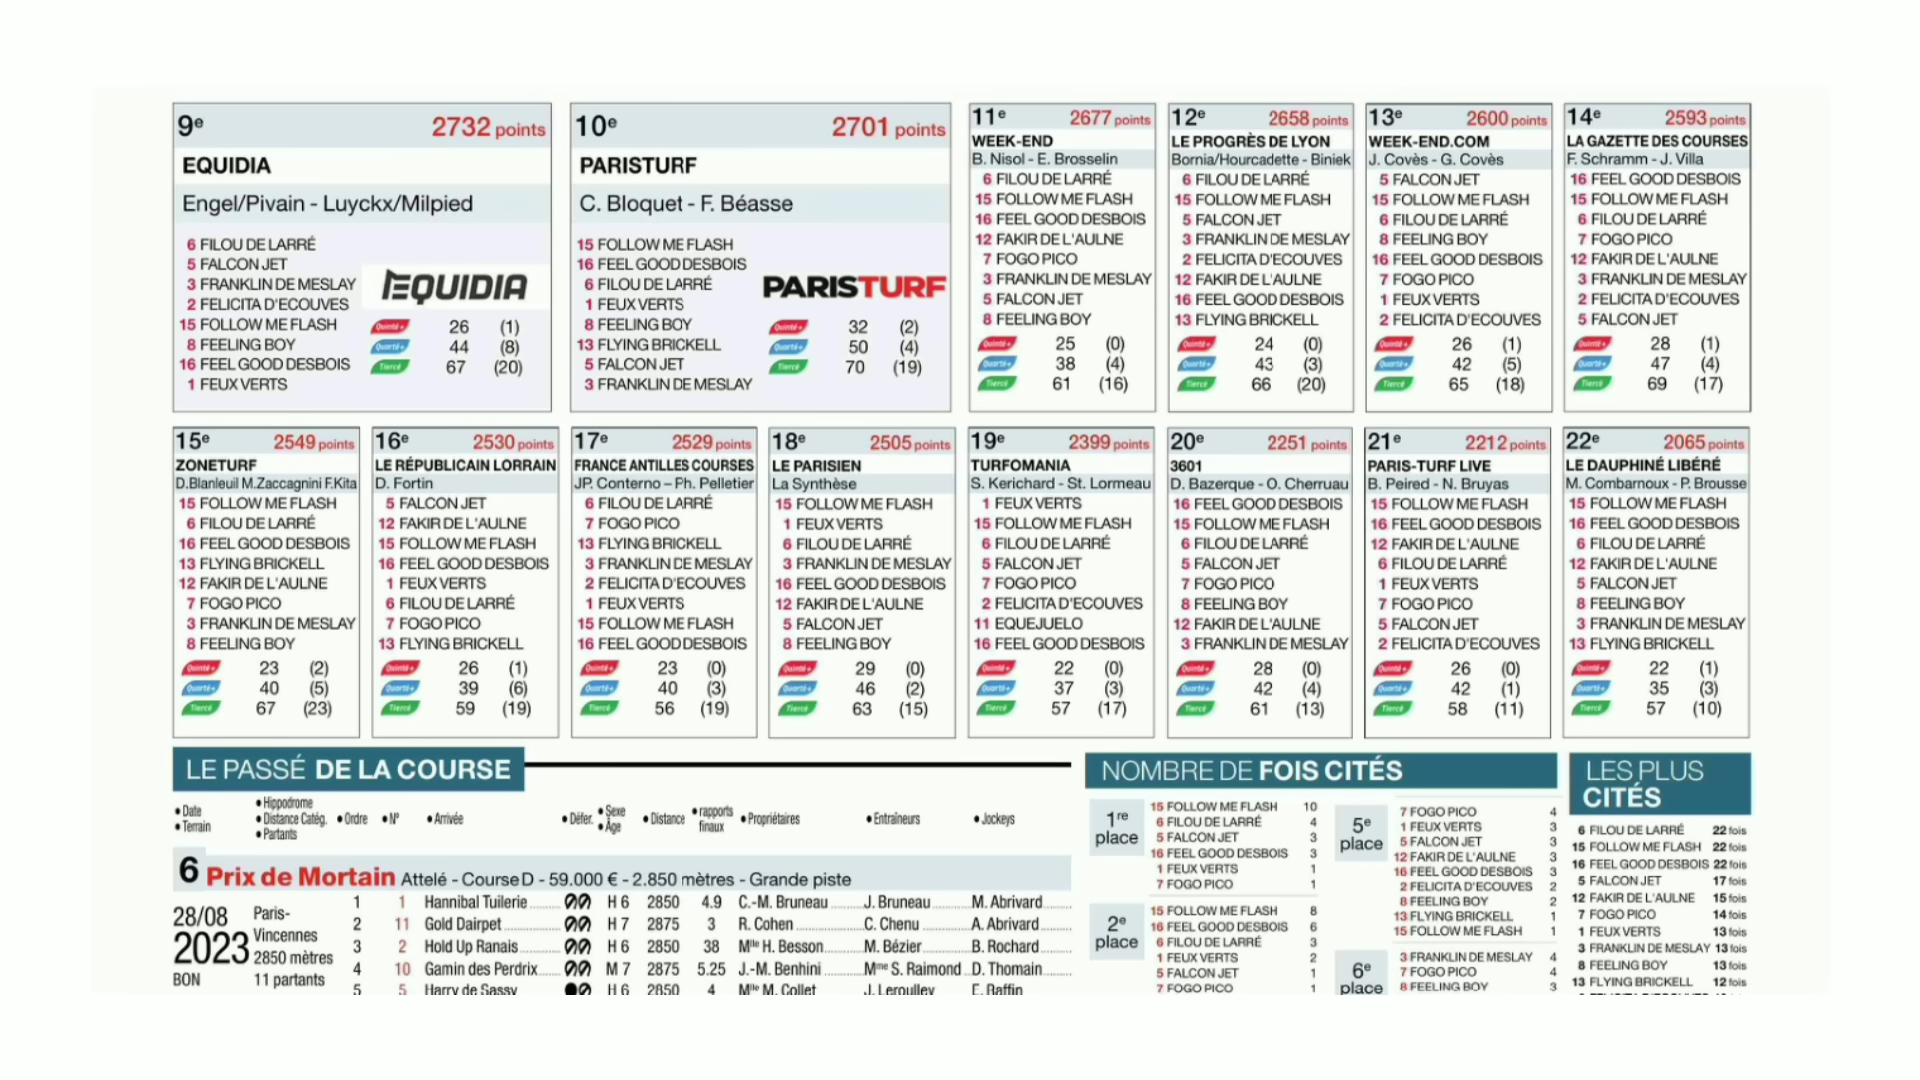 9e 2732 points
EQUIDIA
Engel/Pivain - Luyckx/Milpied
6 FILOU DE LARRÉ
5 FALCON JET
3 FRANKLIN DE MESLAY
2 FELICITA D'ECOUVES
15 FOLLOW ME FLASH
8 FEELING BOY
16 FEEL GOOD DESBOIS
1 FEUX VERTS
EQUIDIA
Quinté+ 26 (1)
Quarté+ 44 (8)
Tiercé 67 (20)
10e 2701 points
PARISTURF
C. Bloquet - F. Béasse
15 FOLLOW ME FLASH
16 FEEL GOOD DESBOIS
6 FILOU DE LARRÉ
1 FEUX VERTS
8 FEELING BOY
13 FLYING BRICKELL
5 FALCON JET
3 FRANKLIN DE MESLAY
PARISTURF
Quinté+ 32 (2)
Quarté+ 50 (4)
Tiercé 70 (19)
11e 2677 points
WEEK-END
B. Nisol - E. Brosselin
6 FILOU DE LARRÉ
15 FOLLOW ME FLASH
16 FEEL GOOD DESBOIS
12 FAKIR DE L'AULNE
7 FOGO PICO
3 FRANKLIN DE MESLAY
5 FALCON JET
8 FEELING BOY
Quinté+ 25 (0)
Quarté+ 38 (4)
Tiercé 61 (16)
12e 2658 points
LE PROGRÈS DE LYON
Bornia/Hourcadette - Biniek
6 FILOU DE LARRÉ
15 FOLLOW ME FLASH
5 FALCON JET
3 FRANKLIN DE MESLAY
2 FELICITA D'ECOUVES
12 FAKIR DE L'AULNE
16 FEEL GOOD DESBOIS
13 FLYING BRICKELL
Quinté+ 24 (0)
Quarté+ 43 (3)
Tiercé 66 (20)
13e 2600 points
WEEK-END.COM
J. Covès - G. Covès
5 FALCON JET
15 FOLLOW ME FLASH
6 FILOU DE LARRÉ
8 FEELING BOY
16 FEEL GOOD DESBOIS
7 FOGO PICO
1 FEUX VERTS
2 FELICITA D'ECOUVES
Quinté+ 26 (1)
Quarté+ 42 (5)
Tiercé 65 (18)
14e 2593 points
LA GAZETTE DES COURSES
F. Schramm - J. Villa
16 FEEL GOOD DESBOIS
15 FOLLOW ME FLASH
6 FILOU DE LARRÉ
7 FOGO PICO
12 FAKIR DE L'AULNE
3 FRANKLIN DE MESLAY
2 FELICITA D'ECOUVES
5 FALCON JET
Quinté+ 28 (1)
Quarté+ 47 (4)
Tiercé 69 (17)
15e 2549 points
ZONETURF
D.Blanleuil M.Zaccagnini F.Kita
15 FOLLOW ME FLASH
6 FILOU DE LARRÉ
16 FEEL GOOD DESBOIS
13 FLYING BRICKELL
12 FAKIR DE L'AULNE
7 FOGO PICO
3 FRANKLIN DE MESLAY
8 FEELING BOY
Quinté+ 23 (2)
Quarté+ 40 (5)
Tiercé 67 (23)
16e 2530 points
LE RÉPUBLICAIN LORRAIN
D. Fortin
5 FALCON JET
12 FAKIR DE L'AULNE
15 FOLLOW ME FLASH
16 FEEL GOOD DESBOIS
1 FEUX VERTS
6 FILOU DE LARRÉ
7 FOGO PICO
13 FLYING BRICKELL
Quinté+ 26 (1)
Quarté+ 39 (6)
Tiercé 59 (19)
17e 2529 points
FRANCE ANTILLES COURSES
JP. Conterno – Ph. Pelletier
6 FILOU DE LARRÉ
7 FOGO PICO
13 FLYING BRICKELL
3 FRANKLIN DE MESLAY
2 FELICITA D'ECOUVES
1 FEUX VERTS
15 FOLLOW ME FLASH
16 FEEL GOOD DESBOIS
Quinté+ 23 (0)
Quarté+ 40 (3)
Tiercé 56 (19)
18e 2505 points
LE PARISIEN
La Synthèse
15 FOLLOW ME FLASH
1 FEUX VERTS
6 FILOU DE LARRÉ
3 FRANKLIN DE MESLAY
16 FEEL GOOD DESBOIS
12 FAKIR DE L'AULNE
5 FALCON JET
8 FEELING BOY
Quinté+ 29 (0)
Quarté+ 46 (2)
Tiercé 63 (15)
19e 2399 points
TURFOMANIA
S. Kerichard - St. Lormeau
1 FEUX VERTS
15 FOLLOW ME FLASH
6 FILOU DE LARRÉ
5 FALCON JET
7 FOGO PICO
2 FELICITA D'ECOUVES
11 EQUEJUELO
16 FEEL GOOD DESBOIS
Quinté+ 22 (0)
Quarté+ 37 (3)
Tiercé 57 (17)
20e 2251 points
3601
D. Bazerque - O. Cherruau
16 FEEL GOOD DESBOIS
15 FOLLOW ME FLASH
6 FILOU DE LARRÉ
5 FALCON JET
7 FOGO PICO
8 FEELING BOY
12 FAKIR DE L'AULNE
3 FRANKLIN DE MESLAY
Quinté+ 28 (0)
Quarté+ 42 (4)
Tiercé 61 (13)
21e 2212 points
PARIS-TURF LIVE
B. Peired - N. Bruyas
15 FOLLOW ME FLASH
16 FEEL GOOD DESBOIS
12 FAKIR DE L'AULNE
6 FILOU DE LARRÉ
1 FEUX VERTS
7 FOGO PICO
5 FALCON JET
2 FELICITA D'ECOUVES
Quinté+ 26 (0)
Quarté+ 42 (1)
Tiercé 58 (11)
22e 2065 points
LE DAUPHINÉ LIBÉRÉ
M. Combarnoux - P. Brousse
15 FOLLOW ME FLASH
16 FEEL GOOD DESBOIS
6 FILOU DE LARRÉ
12 FAKIR DE L'AULNE
5 FALCON JET
8 FEELING BOY
3 FRANKLIN DE MESLAY
13 FLYING BRICKELL
Quinté+ 22 (1)
Quarté+ 35 (3)
Tiercé 57 (10)
LE PASSÉ DE LA COURSE
• Date
• Terrain
• Hippodrome
• Distance Catég.
• Partants
• Ordre • N° • Arrivée • Défer. • Sexe
• Âge
• Distance • rapports
finaux
• Propriétaires • Entraîneurs • Jockeys
6 Prix de Mortain Attelé - Course D - 59.000 € - 2.850 mètres - Grande piste
28/08
2023
BON
Paris-
Vincennes
2850 mètres
11 partants
1 1 Hannibal Tuilerie H 6 2850 4.9 C.-M. Bruneau J. Bruneau M. Abrivard
2 11 Gold Dairpet H 7 2875 3 R. Cohen C. Chenu A. Abrivard
3 2 Hold Up Ranais H 6 2850 38 Mlle H. Besson M. Bézier B. Rochard
4 10 Gamin des Perdrix M 7 2875 5.25 J.-M. Benhini Mme S. Raimond D. Thomain
5 5 Harry de Sassy H 6 2850 4 Mlle M. Collet J. Leroulley E. Raffin
NOMBRE DE FOIS CITÉS
1re place
15 FOLLOW ME FLASH 10
6 FILOU DE LARRÉ 4
5 FALCON JET 3
16 FEEL GOOD DESBOIS 3
1 FEUX VERTS 1
7 FOGO PICO 1
2e place
15 FOLLOW ME FLASH 8
16 FEEL GOOD DESBOIS 6
6 FILOU DE LARRÉ 3
1 FEUX VERTS 2
5 FALCON JET 1
7 FOGO PICO 1
5e place
7 FOGO PICO 4
1 FEUX VERTS 3
5 FALCON JET 3
12 FAKIR DE L'AULNE 3
16 FEEL GOOD DESBOIS 3
2 FELICITA D'ECOUVES 2
8 FEELING BOY 2
13 FLYING BRICKELL 1
15 FOLLOW ME FLASH 1
6e place
3 FRANKLIN DE MESLAY 4
7 FOGO PICO 4
8 FEELING BOY 3
LES PLUS
CITÉS
6 FILOU DE LARRÉ 22 fois
15 FOLLOW ME FLASH 22 fois
16 FEEL GOOD DESBOIS 22 fois
5 FALCON JET 17 fois
12 FAKIR DE L'AULNE 15 fois
7 FOGO PICO 14 fois
1 FEUX VERTS 13 fois
3 FRANKLIN DE MESLAY 13 fois
8 FEELING BOY 13 fois
13 FLYING BRICKELL 12 fois